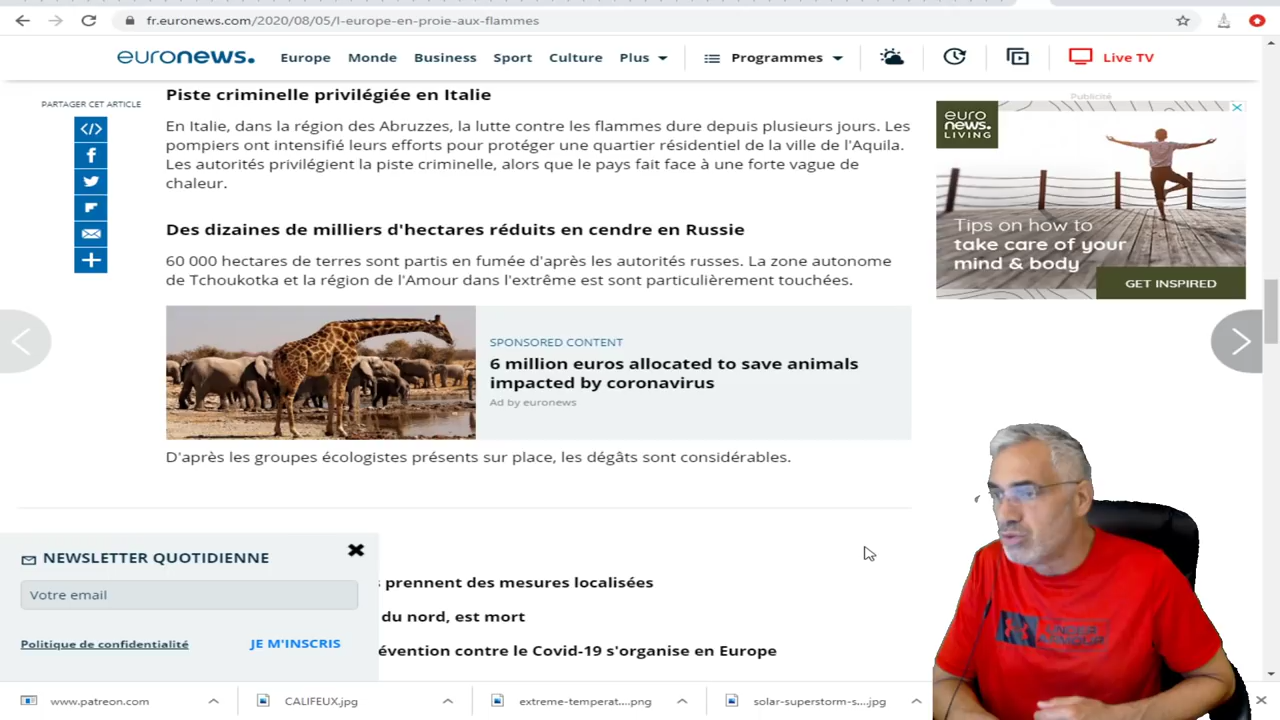 fr.euronews.com/2020/08/05/l-europe-en-proie-aux-flammes
euronews.
Europe
Monde
Business
Sport
Culture
Plus
Programmes
Live TV
PARTAGER CET ARTICLE
Piste criminelle privilégiée en Italie
En Italie, dans la région des Abruzzes, la lutte contre les flammes dure depuis plusieurs jours. Les
pompiers ont intensifié leurs efforts pour protéger une quartier résidentiel de la ville de l'Aquila.
Les autorités privilégient la piste criminelle, alors que le pays fait face à une forte vague de
chaleur.
Des dizaines de milliers d'hectares réduits en cendre en Russie
60 000 hectares de terres sont partis en fumée d'après les autorités russes. La zone autonome
de Tchoukotka et la région de l'Amour dans l'extrême est sont particulièrement touchées.
SPONSORED CONTENT
6 million euros allocated to save animals
impacted by coronavirus
Ad by euronews
D'après les groupes écologistes présents sur place, les dégâts sont considérables.
Publicité
euro
news.
LIVING
Tips on how to
take care of your
mind & body
GET INSPIRED
NEWSLETTER QUOTIDIENNE
Votre email
Politique de confidentialité
JE M'INSCRIS
prennent des mesures localisées
du nord, est mort
évention contre le Covid-19 s'organise en Europe
UNDER
ARMOUR
www.patreon.com
CALIFEUX.jpg
extreme-temperat....png
solar-superstorm-s....jpg